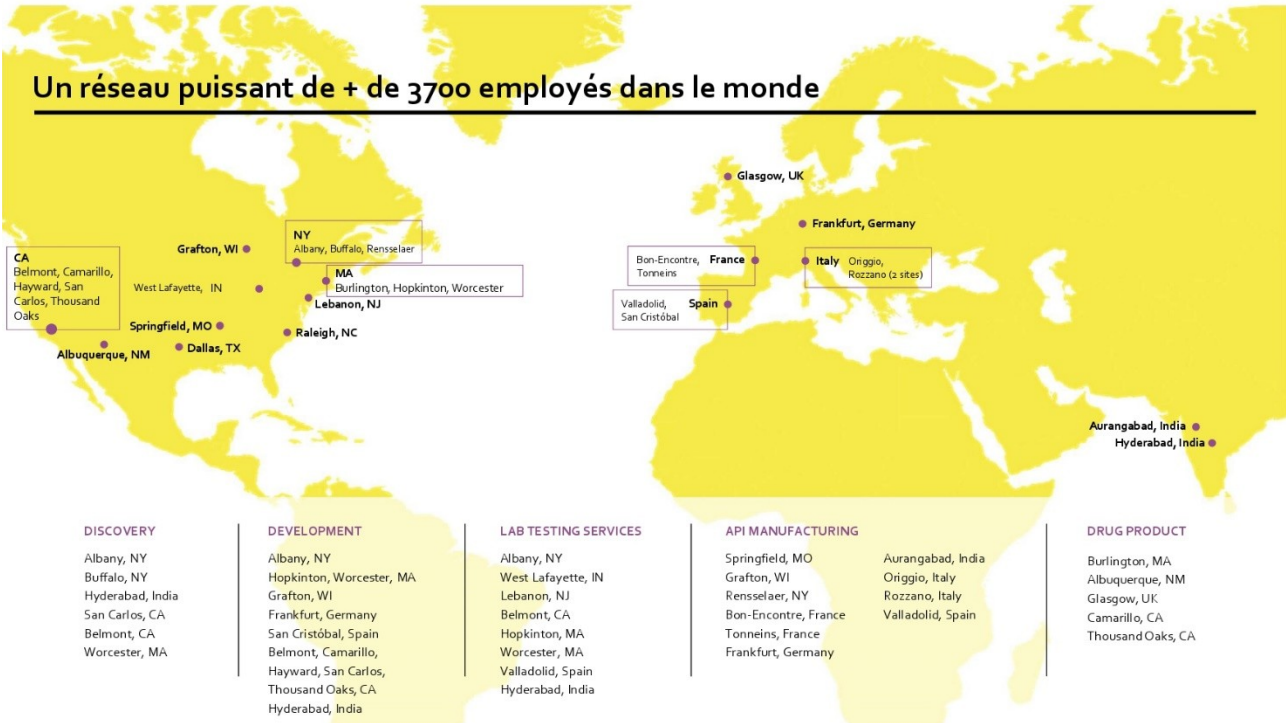 Un réseau puissant de + de 3700 employés dans le monde
Glasgow, UK
Frankfurt, Germany
NY
Albany, Buffalo, Rensselaer
Grafton, WI
CA
Belmont, Camarillo,
Hayward, San
Carlos, Thousand
Oaks
MA
Burlington, Hopkinton, Worcester
West Lafayette, IN
Lebanon, NJ
Springfield, MO
Raleigh, NC
Albuquerque, NM
Dallas, TX
Bon-Encontre, France
Tonneins
Italy Origgio,
Rozzano (2 sites)
Valladolid, Spain
San Cristóbal
Aurangabad, India
Hyderabad, India
DISCOVERY
Albany, NY
Buffalo, NY
Hyderabad, India
San Carlos, CA
Belmont, CA
Worcester, MA
DEVELOPMENT
Albany, NY
Hopkinton, Worcester, MA
Grafton, WI
Frankfurt, Germany
San Cristóbal, Spain
Belmont, Camarillo,
Hayward, San Carlos,
Thousand Oaks, CA
Hyderabad, India
LAB TESTING SERVICES
Albany, NY
West Lafayette, IN
Lebanon, NJ
Belmont, CA
Hopkinton, MA
Worcester, MA
Valladolid, Spain
Hyderabad, India
API MANUFACTURING
Springfield, MO
Grafton, WI
Rensselaer, NY
Bon-Encontre, France
Tonneins, France
Frankfurt, Germany
Aurangabad, India
Origgio, Italy
Rozzano, Italy
Valladolid, Spain
DRUG PRODUCT
Burlington, MA
Albuquerque, NM
Glasgow, UK
Camarillo, CA
Thousand Oaks, CA